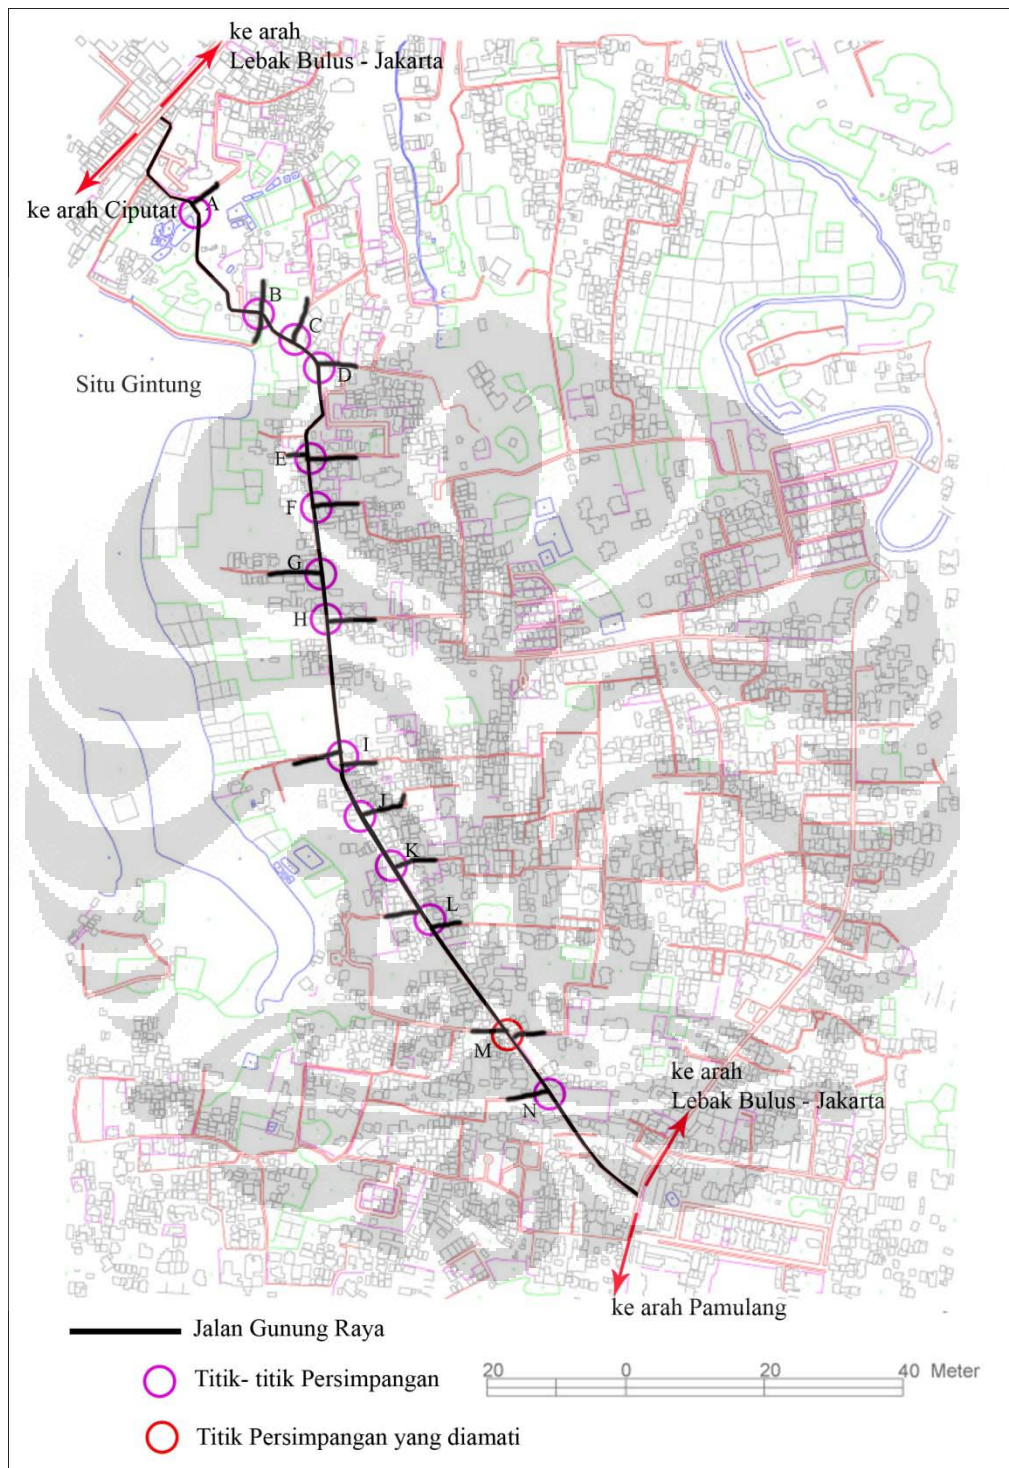 ke arah
Lebak Bulus - Jakarta
ke arah Ciputat
A
B
C
D
Situ Gintung
E
F
G
H
I
J
K
L
M
N
ke arah
Lebak Bulus - Jakarta
ke arah Pamulang
Jalan Gunung Raya
Titik- titik Persimpangan
20 0 20 40 Meter
Titik Persimpangan yang diamati